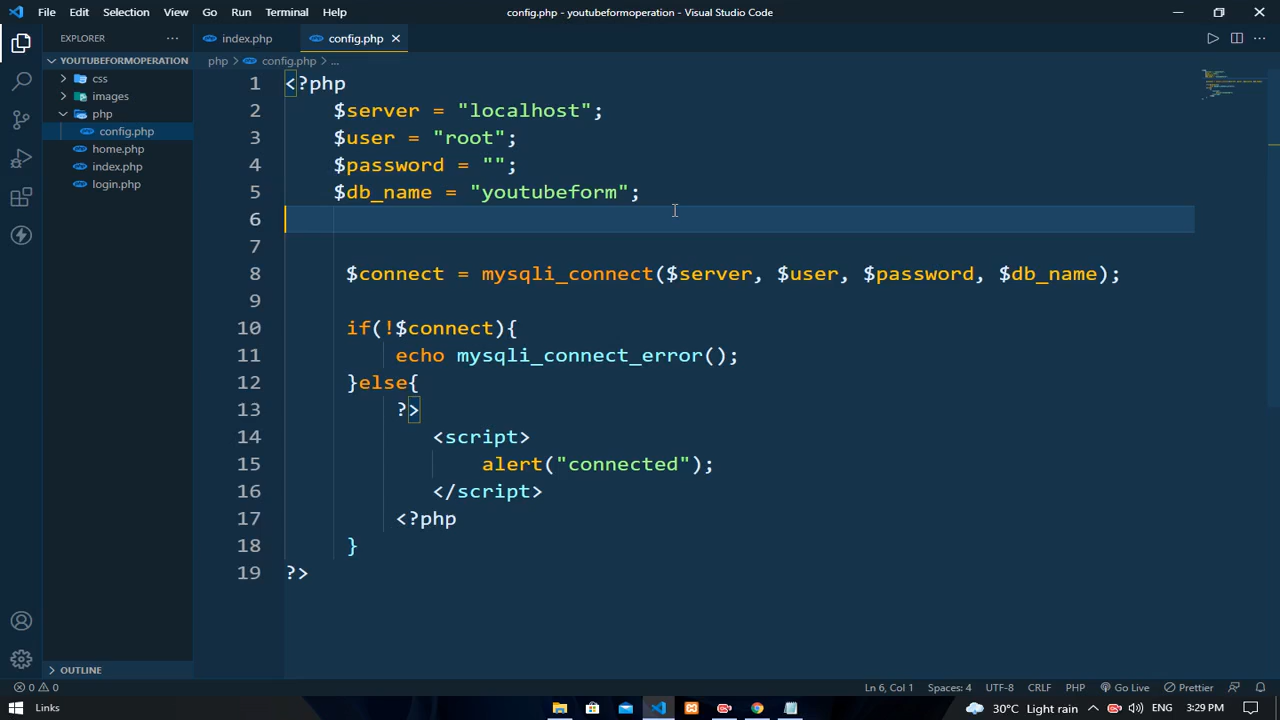 File Edit Selection View Go Run Terminal Help
config.php - youtubeformoperation - Visual Studio Code
EXPLORER
index.php
config.php
YOUTUBEFORMOPERATION
php
config.php
...
css
images
php
config.php
home.php
index.php
login.php
1 <?php
2 $server = "localhost";
3 $user = "root";
4 $password = "";
5 $db_name = "youtubeform";
6
7
8 $connect = mysqli_connect($server, $user, $password, $db_name);
9
10 if(!$connect){
11 echo mysqli_connect_error();
12 }else{
13 ?>
14 <script>
15 alert("connected");
16 </script>
17 <?php
18 }
19 ?>
OUTLINE
0 0
Ln 6, Col 1 Spaces: 4 UTF-8 CRLF PHP Go Live Prettier
Links
30°C Light rain ENG 3:29 PM